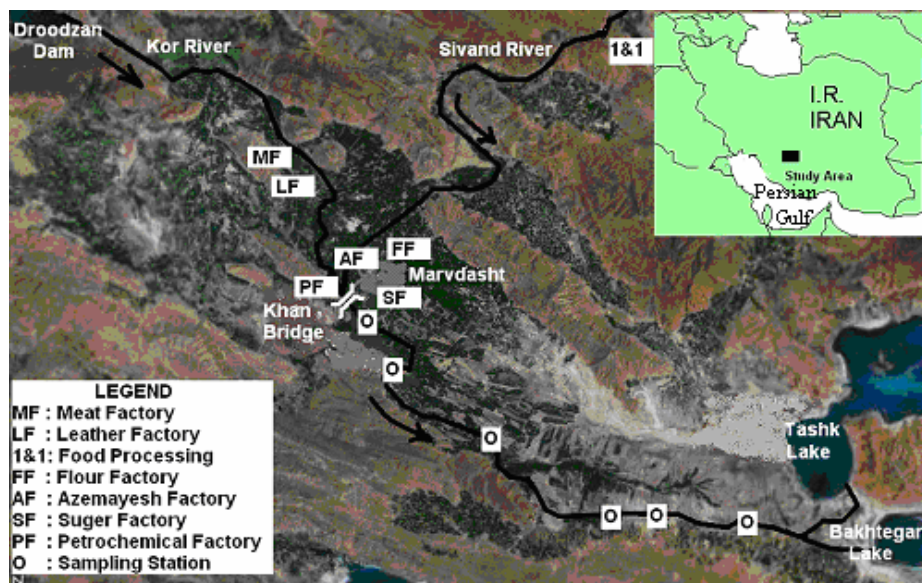 Droodzan
Dam
Kor River
Sivand River
1&1
I.R.
IRAN
Study Area
Persian
Gulf
MF
LF
AF
FF
Marvdasht
PF
SF
Khan
Bridge
O
O
O
O
O
O
Tashk
Lake
Bakhtegan
Lake
LEGEND
MF : Meat Factory
LF : Leather Factory
1&1: Food Processing
FF : Flour Factory
AF : Azemayesh Factory
SF : Suger Factory
PF : Petrochemical Factory
O : Sampling Station